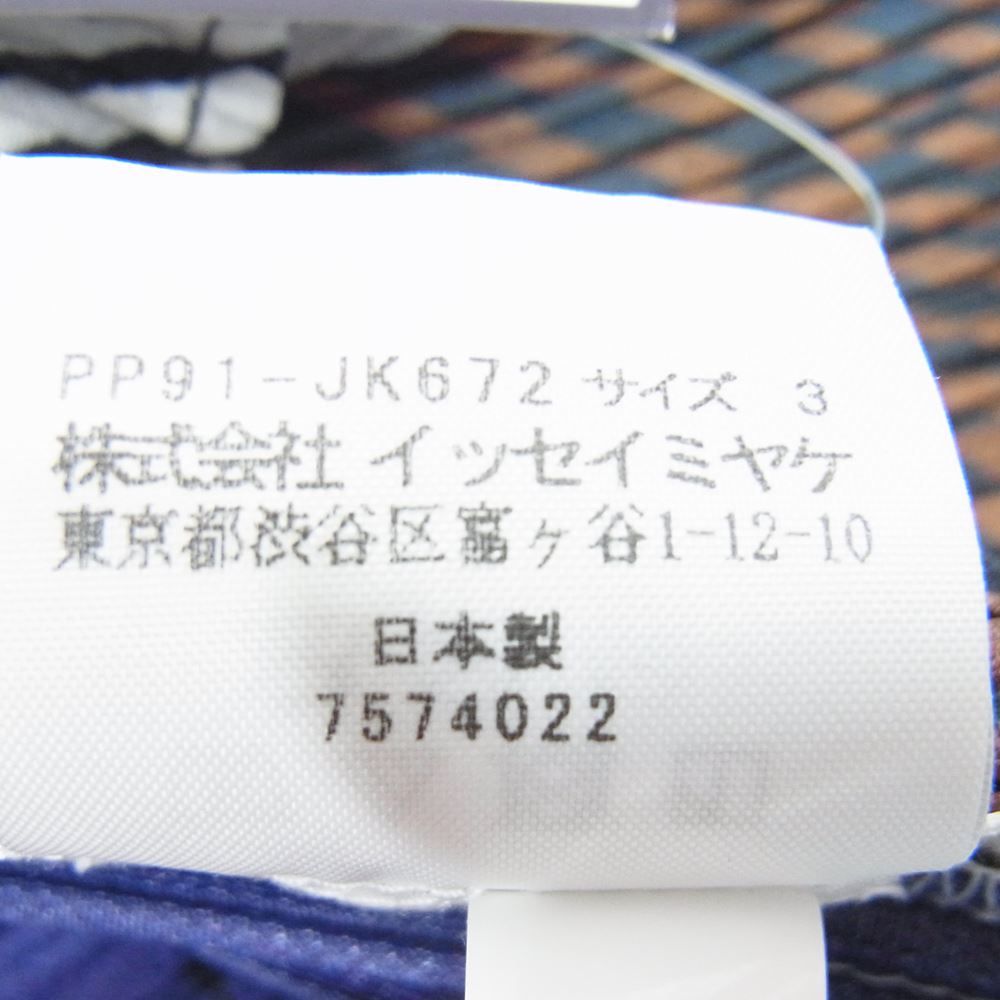 PP91-JK672 サイズ 3
株式会社 イッセイミヤケ
東京都渋谷区富ヶ谷1-12-10
日本製
7574022